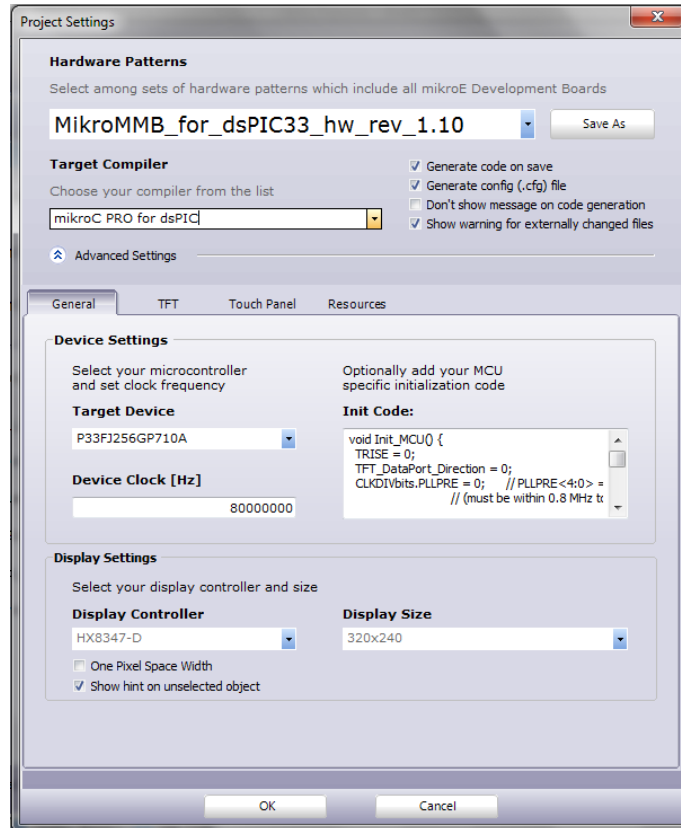 Project Settings
Hardware Patterns
Select among sets of hardware patterns which include all mikroE Development Boards
MikroMMB_for_dsPIC33_hw_rev_1.10
Save As
Target Compiler
Choose your compiler from the list
mikroC PRO for dsPIC
Generate code on save
Generate config (.cfg) file
Don't show message on code generation
Show warning for externally changed files
Advanced Settings
General TFT Touch Panel Resources
Device Settings
Select your microcontroller
and set clock frequency
Target Device
P33FJ256GP710A
Device Clock [Hz]
80000000
Optionally add your MCU
specific initialization code
Init Code:
void Init_MCU() {
TRISE = 0;
TFT_DataPort_Direction = 0;
CLKDIVbits.PLLPRE = 0; // PLLPRE<4:0> =
// (must be within 0.8 MHz to
Display Settings
Select your display controller and size
Display Controller
HX8347-D
Display Size
320x240
One Pixel Space Width
Show hint on unselected object
OK Cancel